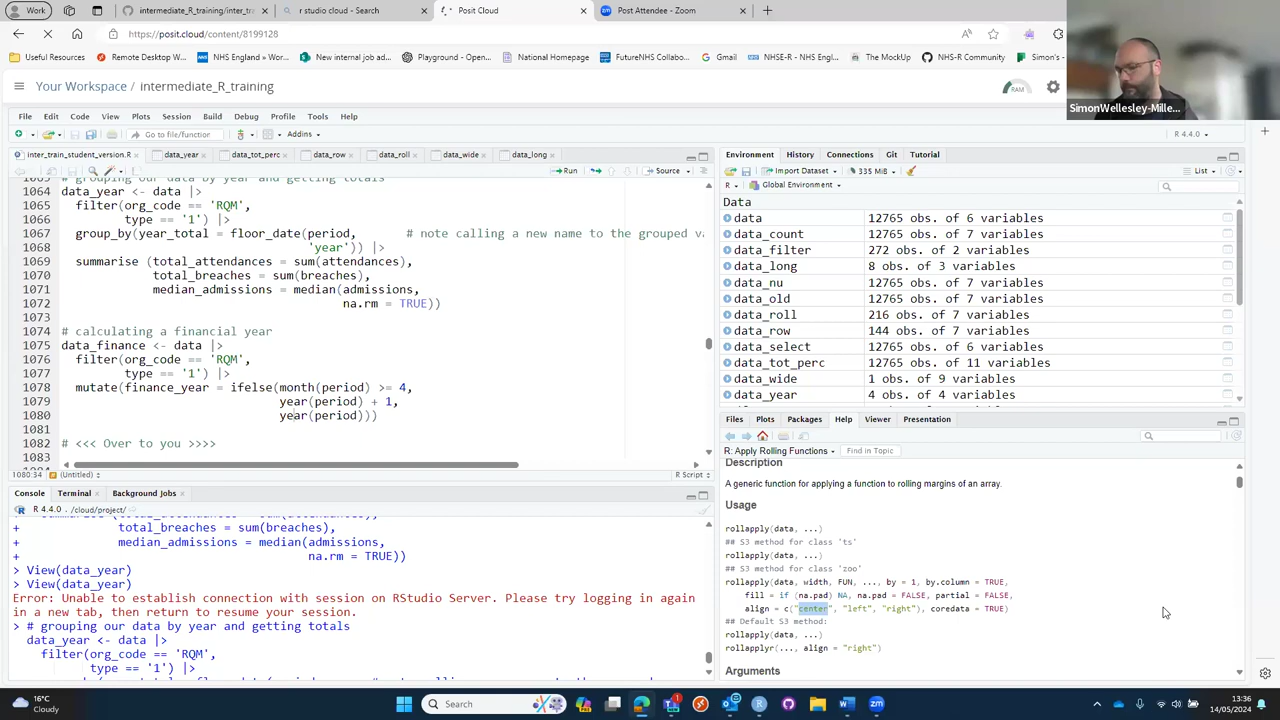 Work
intermediate_R_training/inter_tra
r studio cloud - Search
Posit Cloud
Post Attendee - Zoom
https://posit.cloud/content/8199128
Useful Resources
Remote Desktop W...
NHS England > Wor...
New internal job ad...
Playground - Open...
National Homepage
FutureNHS Collabo...
NHSE-R - NHS Engl...
The MockUp
NHS-R Community
Simon's
SimonWellesley-Mille...
Your Workspace / intermediate_R_training
RAM
File Edit Code View Plots Session Build Debug Profile Tools Help
Go to file/function
Addins
R 4.4.0
inter_train_student_version.R
data_year
data_tot_perc
data_row
data_roll
data_wide
data_long
Run
Source
1063 # grouping our data by year and getting totals
1064 data_year <- data |>
1065 filter(org_code == 'RQM',
1066 type == '1') |>
1067 group_by(year_total = floor_date(period, # note calling a new name to the grouped va
1068 'year')) |>
1069 summarise (total_attendances = sum(attendances),
1070 total_breaches = sum(breaches),
1071 median_admissions = median(admissions,
1072 na.rm = TRUE))
1073
1074 # calculating a financial year
1075 data_finance <- data |>
1076 filter(org_code == 'RQM',
1077 type == '1') |>
1078 mutate(finance_year = ifelse(month(period) >= 4,
1079 year(period) + 1,
1080 year(period)))
1081
1082 # <<< Over to you >>>>
1083
1080:34 (Untitled)
R Script
Console Terminal Background Jobs
R 4.4.0 . /cloud/project/
+ summarise (total_attendances = sum(attendances),
+ total_breaches = sum(breaches),
+ median_admissions = median(admissions,
+ na.rm = TRUE))
> View(data_year)
> View(data_year)
Error: Unable to establish connection with session on RStudio Server. Please try logging in again
in a new tab, then return to resume your session.
> # grouping our data by year and getting totals
data_year <- data |>
filter(org_code == 'RQM',
type == '1') |>
Environment History Connections Git Tutorial
Import Dataset
335 MiB
List
R
Global Environment
Data
data 12765 obs. of 6 variables
data_count 12765 obs. of 7 variables
data_filter 272 obs. of 2 variables
data_long 8 obs. of 3 variables
data_nu 12765 obs. of 7 variables
data_old 12765 obs. of 7 variables
data_roll 216 obs. of 7 variables
data_row 144 obs. of 7 variables
data_select 12765 obs. of 6 variables
data_tot_perc 12765 obs. of 11 variables
data_wide 1 obs. of 9 variables
data_year 4 obs. of 4 variables
Files Plots Packages Help Viewer Presentation
R: Apply Rolling Functions
Find in Topic
Description
A generic function for applying a function to rolling margins of an array.
Usage
rollapply(data, ...)
## S3 method for class 'ts'
rollapply(data, ...)
## S3 method for class 'zoo'
rollapply(data, width, FUN, ..., by = 1, by.column = TRUE,
fill = if (na.pad) NA, na.pad = FALSE, partial = FALSE,
align = c("center", "left", "right"), coredata = TRUE)
## Default S3 method:
rollapply(data, ...)
rollapplyr(..., align = "right")
Arguments
16°C
Cloudy
Search
13:36
14/05/2024